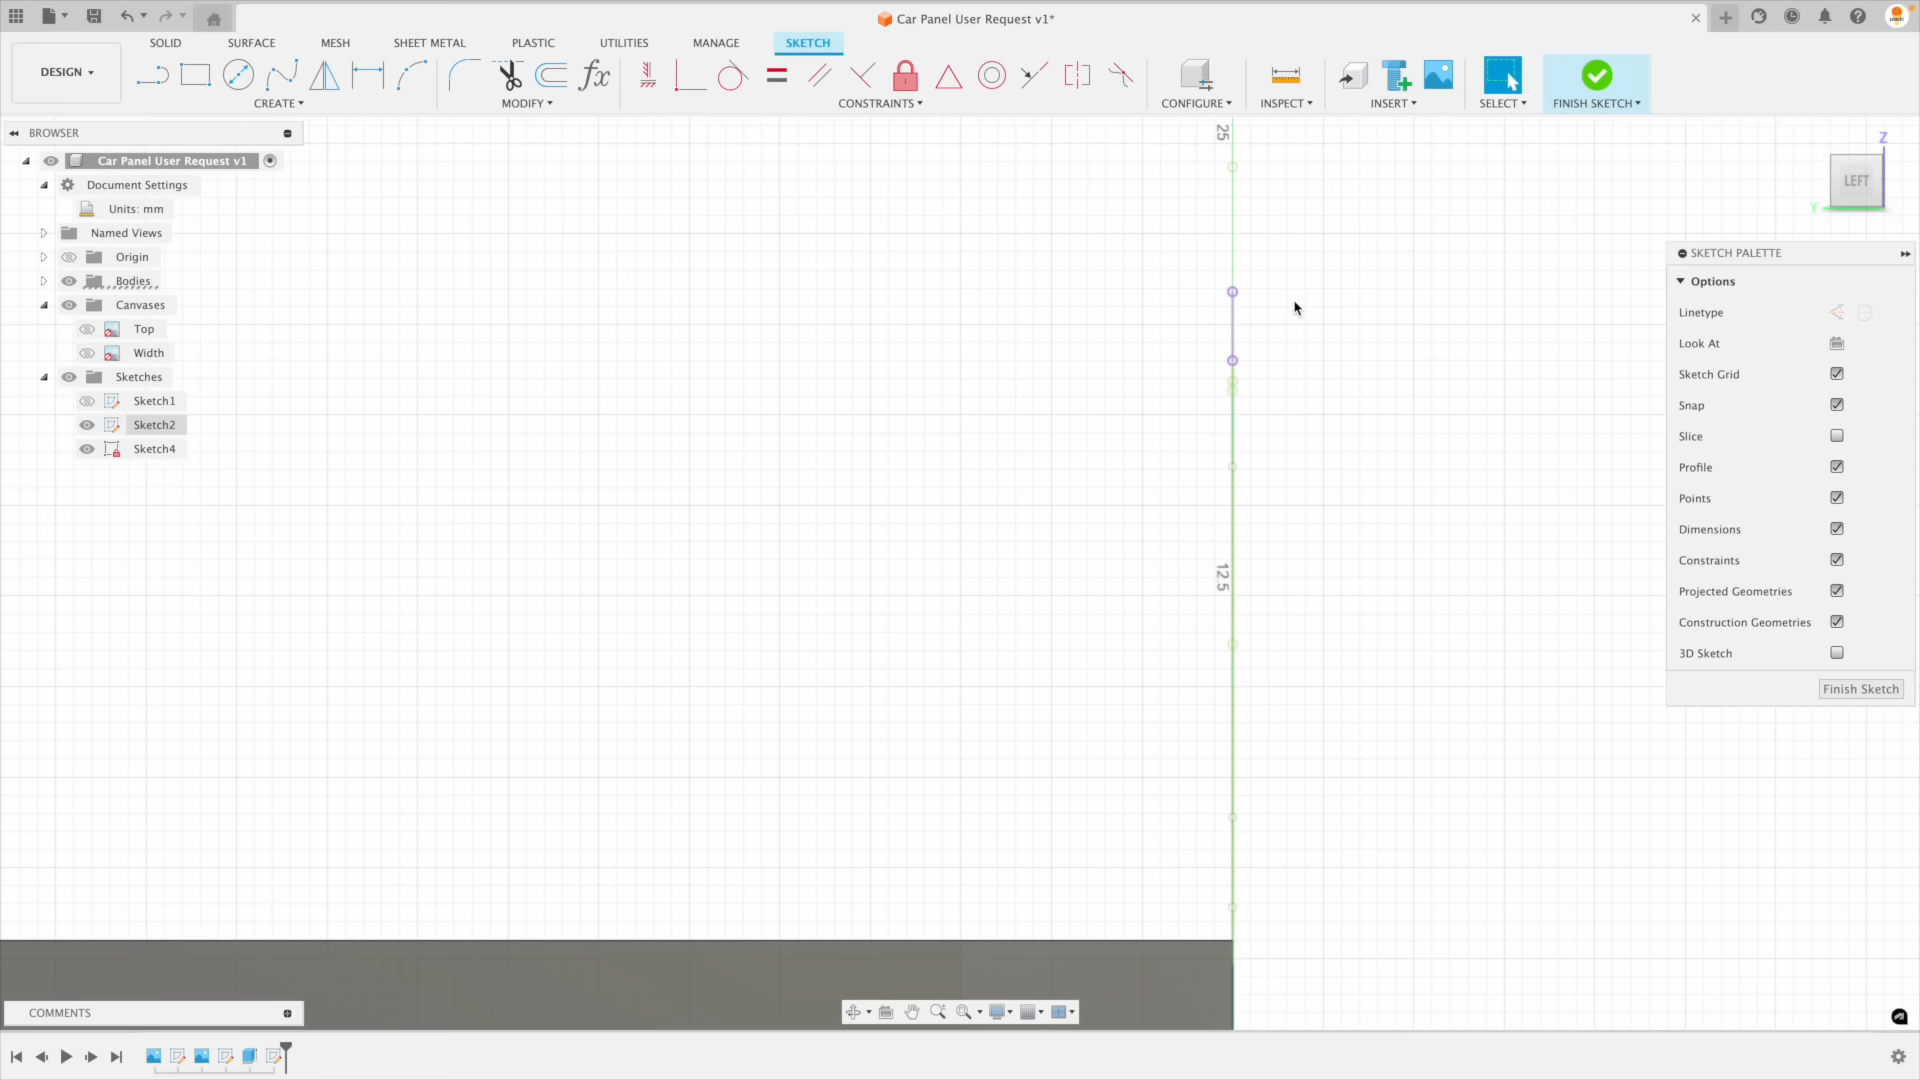 Car Panel User Request v1*
SOLID SURFACE MESH SHEET METAL PLASTIC UTILITIES MANAGE SKETCH
DESIGN
CREATE MODIFY CONSTRAINTS CONFIGURE INSPECT INSERT SELECT FINISH SKETCH
fx
BROWSER
Car Panel User Request v1
Document Settings
Units: mm
Named Views
Origin
Bodies
Canvases
Top
Width
Sketches
Sketch1
Sketch2
Sketch4
25
12.5
Z
LEFT
Y
SKETCH PALETTE
Options
Linetype
Look At
Sketch Grid
Snap
Slice
Profile
Points
Dimensions
Constraints
Projected Geometries
Construction Geometries
3D Sketch
Finish Sketch
COMMENTS